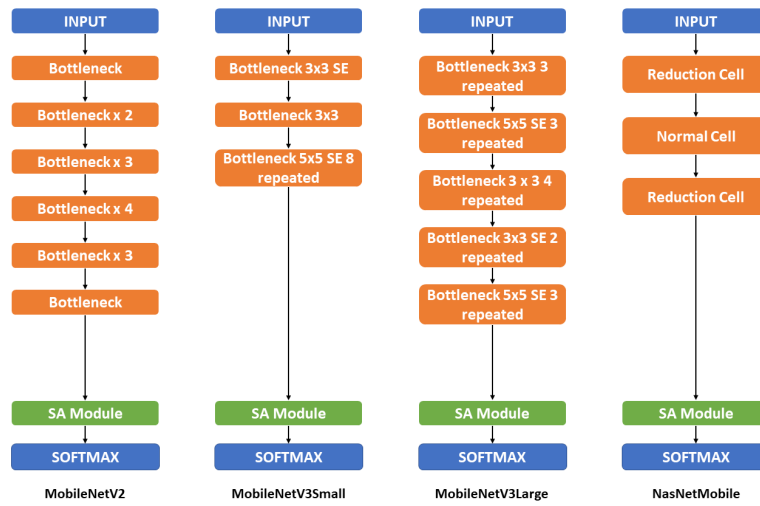 INPUT
Bottleneck
Bottleneck x 2
Bottleneck x 3
Bottleneck x 4
Bottleneck x 3
Bottleneck
SA Module
SOFTMAX
MobileNetV2
INPUT
Bottleneck 3x3 SE
Bottleneck 3x3
Bottleneck 5x5 SE 8
repeated
SA Module
SOFTMAX
MobileNetV3Small
INPUT
Bottleneck 3x3 3
repeated
Bottleneck 5x5 SE 3
repeated
Bottleneck 3 x 3 4
repeated
Bottleneck 3x3 SE 2
repeated
Bottleneck 5x5 SE 3
repeated
SA Module
SOFTMAX
MobileNetV3Large
INPUT
Reduction Cell
Normal Cell
Reduction Cell
SA Module
SOFTMAX
NasNetMobile